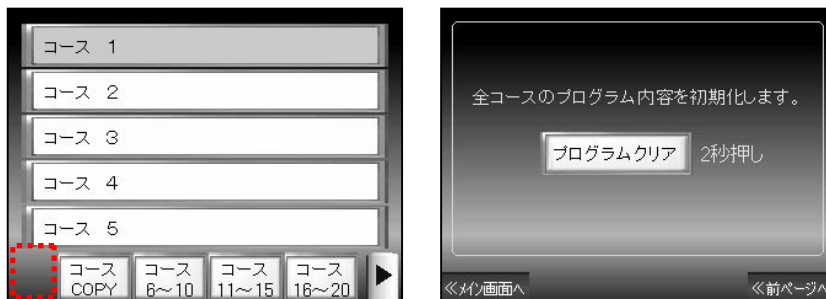 コース 1
コース 2
コース 3
コース 4
コース 5
コース
COPY
コース
6～10
コース
11～15
コース
16～20
▶
全コースのプログラム内容を初期化します。
プログラムクリア 2秒押し
≪メイン画面へ ≪前ページへ